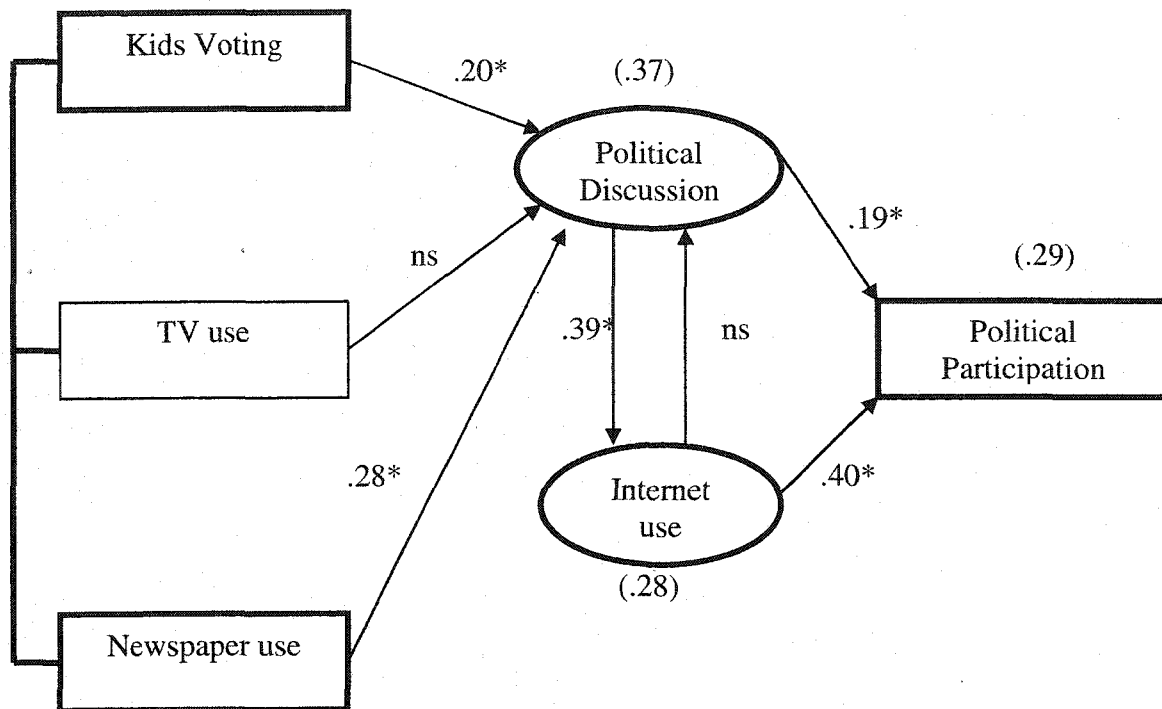 Kids Voting
.20*
(.37)
Political
Discussion
ns
.19*
(.29)
TV use
.39*
ns
Political
Participation
.28*
Internet
use
.40*
(.28)
Newspaper use